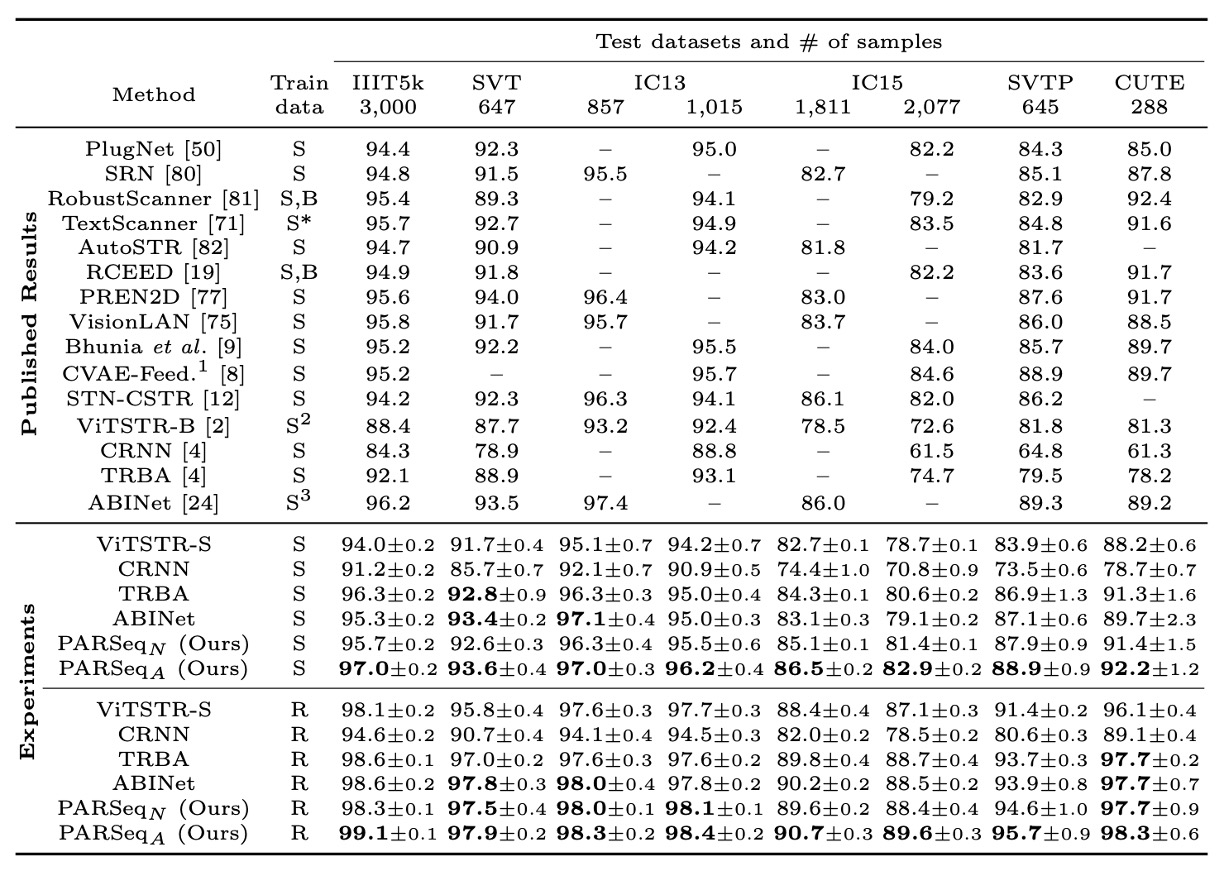 Test datasets and # of samples
Method Train data IIIT5k SVT IC13 IC15 SVTP CUTE
3,000 647 857 1,015 1,811 2,077 645 288
Published Results
PlugNet [50] S 94.4 92.3 – 95.0 – 82.2 84.3 85.0
SRN [80] S 94.8 91.5 95.5 – 82.7 – 85.1 87.8
RobustScanner [81] S,B 95.4 89.3 – 94.1 – 79.2 82.9 92.4
TextScanner [71] S* 95.7 92.7 – 94.9 – 83.5 84.8 91.6
AutoSTR [82] S 94.7 90.9 – 94.2 81.8 – 81.7 –
RCEED [19] S,B 94.9 91.8 – – – 82.2 83.6 91.7
PREN2D [77] S 95.6 94.0 96.4 – 83.0 – 87.6 91.7
VisionLAN [75] S 95.8 91.7 95.7 – 83.7 – 86.0 88.5
Bhunia et al. [9] S 95.2 92.2 – 95.5 – 84.0 85.7 89.7
CVAE-Feed.¹ [8] S 95.2 – – 95.7 – 84.6 88.9 89.7
STN-CSTR [12] S 94.2 92.3 96.3 94.1 86.1 82.0 86.2 –
ViTSTR-B [2] S² 88.4 87.7 93.2 92.4 78.5 72.6 81.8 81.3
CRNN [4] S 84.3 78.9 – 88.8 – 61.5 64.8 61.3
TRBA [4] S 92.1 88.9 – 93.1 – 74.7 79.5 78.2
ABINet [24] S³ 96.2 93.5 97.4 – 86.0 – 89.3 89.2
Experiments
ViTSTR-S S 94.0±0.2 91.7±0.4 95.1±0.7 94.2±0.7 82.7±0.1 78.7±0.1 83.9±0.6 88.2±0.6
CRNN S 91.2±0.2 85.7±0.7 92.1±0.7 90.9±0.5 74.4±1.0 70.8±0.9 73.5±0.6 78.7±0.7
TRBA S 96.3±0.2 92.8±0.9 96.3±0.3 95.0±0.4 84.3±0.1 80.6±0.2 86.9±1.3 91.3±1.6
ABINet S 95.3±0.2 93.4±0.2 97.1±0.4 95.0±0.3 83.1±0.3 79.1±0.2 87.1±0.6 89.7±2.3
PARSeq_N (Ours) S 95.7±0.2 92.6±0.3 96.3±0.4 95.5±0.6 85.1±0.1 81.4±0.1 87.9±0.9 91.4±1.5
PARSeq_A (Ours) S 97.0±0.2 93.6±0.4 97.0±0.3 96.2±0.4 86.5±0.2 82.9±0.2 88.9±0.9 92.2±1.2
ViTSTR-S R 98.1±0.2 95.8±0.4 97.6±0.3 97.7±0.3 88.4±0.4 87.1±0.3 91.4±0.2 96.1±0.4
CRNN R 94.6±0.2 90.7±0.4 94.1±0.4 94.5±0.3 82.0±0.2 78.5±0.2 80.6±0.3 89.1±0.4
TRBA R 98.6±0.1 97.0±0.2 97.6±0.3 97.6±0.2 89.8±0.4 88.7±0.4 93.7±0.3 97.7±0.2
ABINet R 98.6±0.2 97.8±0.3 98.0±0.4 97.8±0.2 90.2±0.2 88.5±0.2 93.9±0.8 97.7±0.7
PARSeq_N (Ours) R 98.3±0.1 97.5±0.4 98.0±0.1 98.1±0.1 89.6±0.2 88.4±0.4 94.6±1.0 97.7±0.9
PARSeq_A (Ours) R 99.1±0.1 97.9±0.2 98.3±0.2 98.4±0.2 90.7±0.3 89.6±0.3 95.7±0.9 98.3±0.6